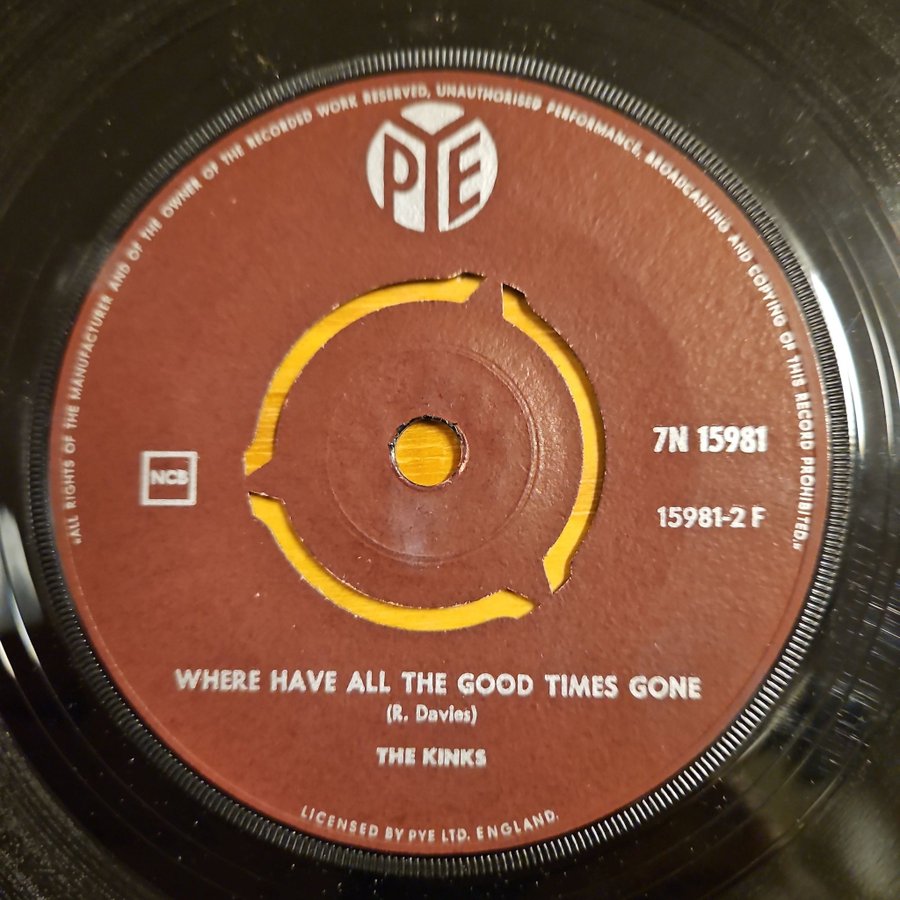 "ALL RIGHTS OF THE MANUFACTURER AND OF THE OWNER OF THE RECORDED WORK RESERVED, UNAUTHORISED PERFORMANCE, BROADCASTING AND COPYING OF THIS RECORD PROHIBITED."
PYE
7N 15981
NCB
15981-2 F
WHERE HAVE ALL THE GOOD TIMES GONE
(R. Davies)
THE KINKS
LICENSED BY PYE LTD. ENGLAND.